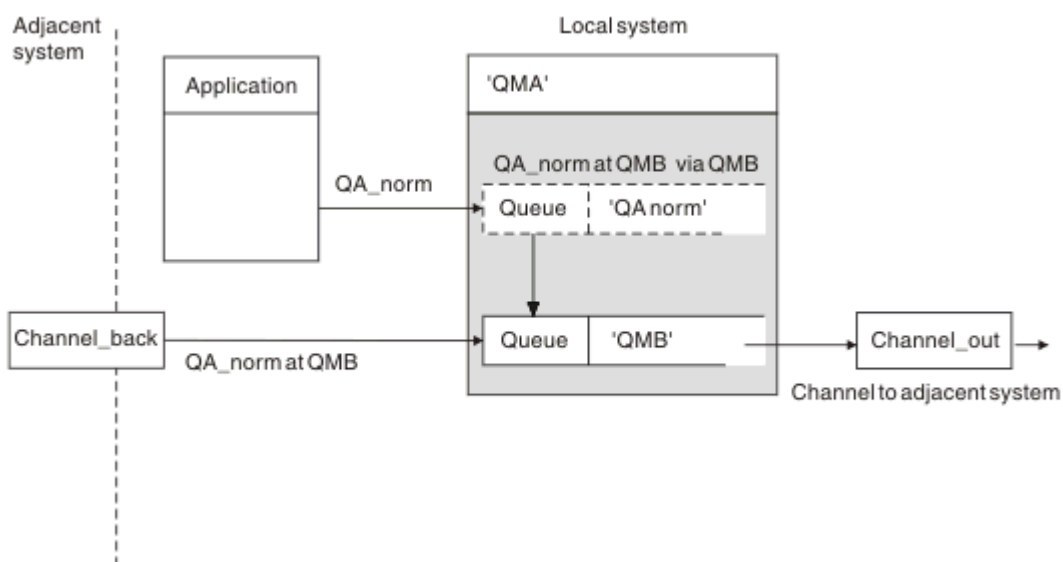 Adjacent
system
Local system
Application
'QMA'
QA_norm at QMB via QMB
QA_norm
Queue
'QA norm'
Channel_back
QA_norm at QMB
Queue
'QMB'
Channel_out
Channel to adjacent system